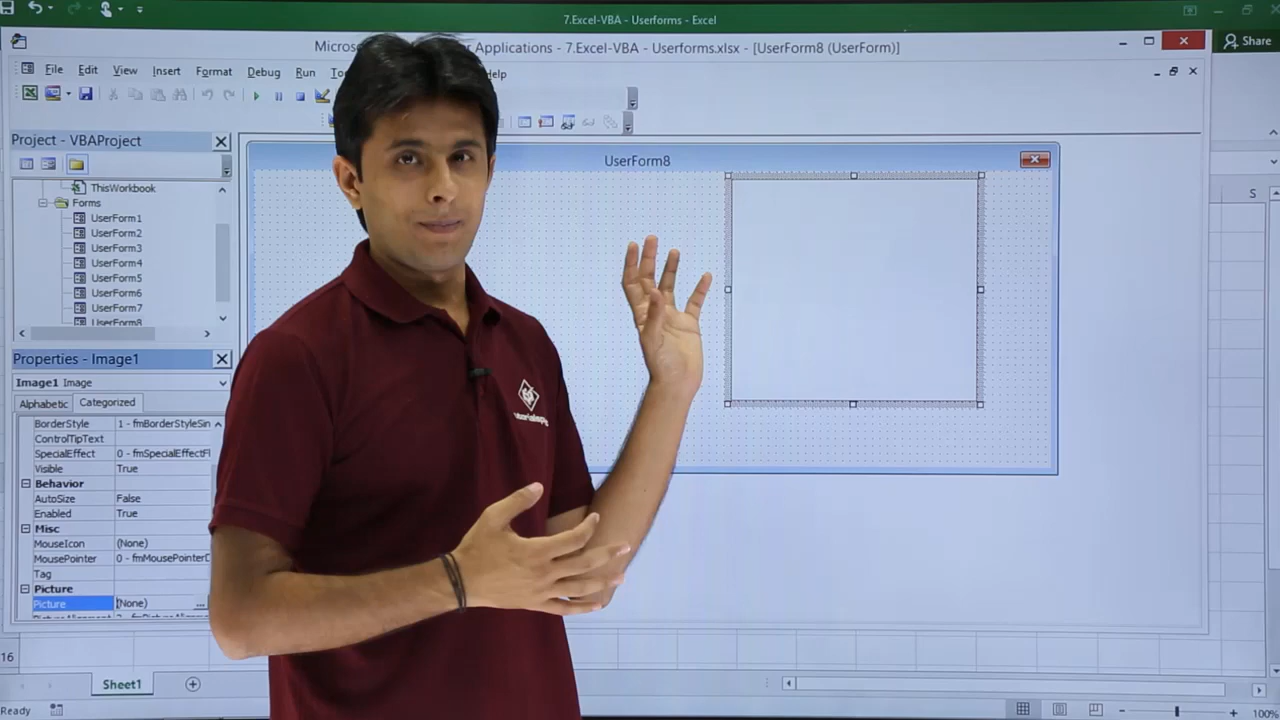 7.Excel-VBA - Userforms - Excel
Share
Applications - 7.Excel-VBA - Userforms.xlsx - [UserForm8 (UserForm)]
File Edit View Insert Format Debug Run
Project - VBAProject
UserForm8
ThisWorkbook
Forms
UserForm1
UserForm2
UserForm3
UserForm4
UserForm5
UserForm6
UserForm7
UserForm8
S
Properties - Image1
Image1 Image
Alphabetic Categorized
BorderStyle 1 - fmBorderStyleSin
ControlTipText
SpecialEffect 0 - fmSpecialEffectFl
Visible True
Behavior
AutoSize False
Enabled True
Misc
MouseIcon (None)
MousePointer 0 - fmMousePointerD
Tag
Picture
Picture (None) ...
16
Sheet1
Ready
100%